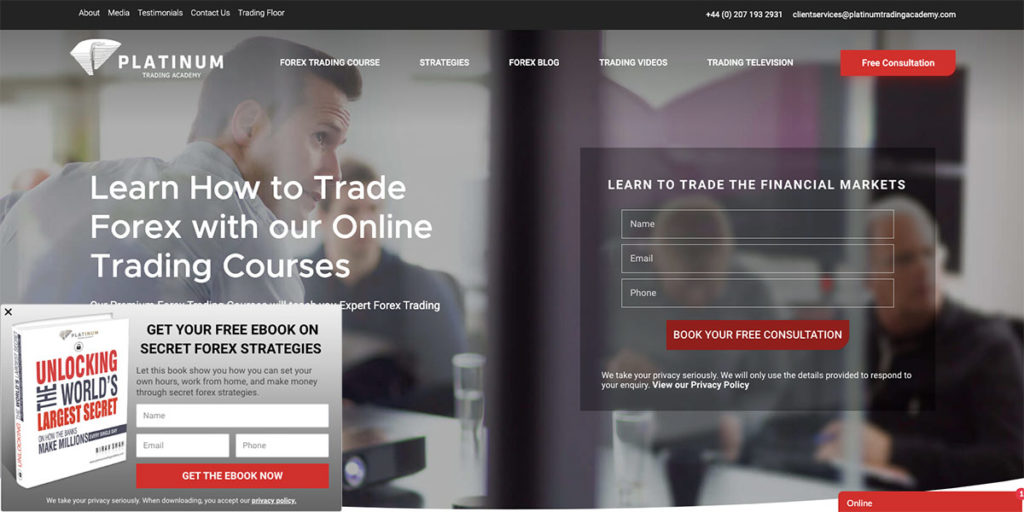 About Media Testimonials Contact Us Trading Floor
+44 (0) 207 193 2931 clientservices@platinumtradingacademy.com
PLATINUM
TRADING ACADEMY
FOREX TRADING COURSE STRATEGIES FOREX BLOG TRADING VIDEOS TRADING TELEVISION
Free Consultation
Learn How to Trade
Forex with our Online
Trading Courses
Our Premium Forex Trading Courses will teach you Expert Forex Trading
LEARN TO TRADE THE FINANCIAL MARKETS
Name
Email
Phone
BOOK YOUR FREE CONSULTATION
We take your privacy seriously. We will only use the details provided to respond to
your enquiry. View our Privacy Policy
PLATINUM
UNLOCKING
THE WORLD'S
LARGEST SECRET
ON HOW THE BANKS
MAKE MILLIONS EVERY SINGLE DAY
NIRAV SHAH
GET YOUR FREE EBOOK ON
SECRET FOREX STRATEGIES
Let this book show you how you can set your
own hours, work from home, and make money
through secret forex strategies.
Name
Email Phone
GET THE EBOOK NOW
We take your privacy seriously. When downloading, you accept our privacy policy.
Online
1